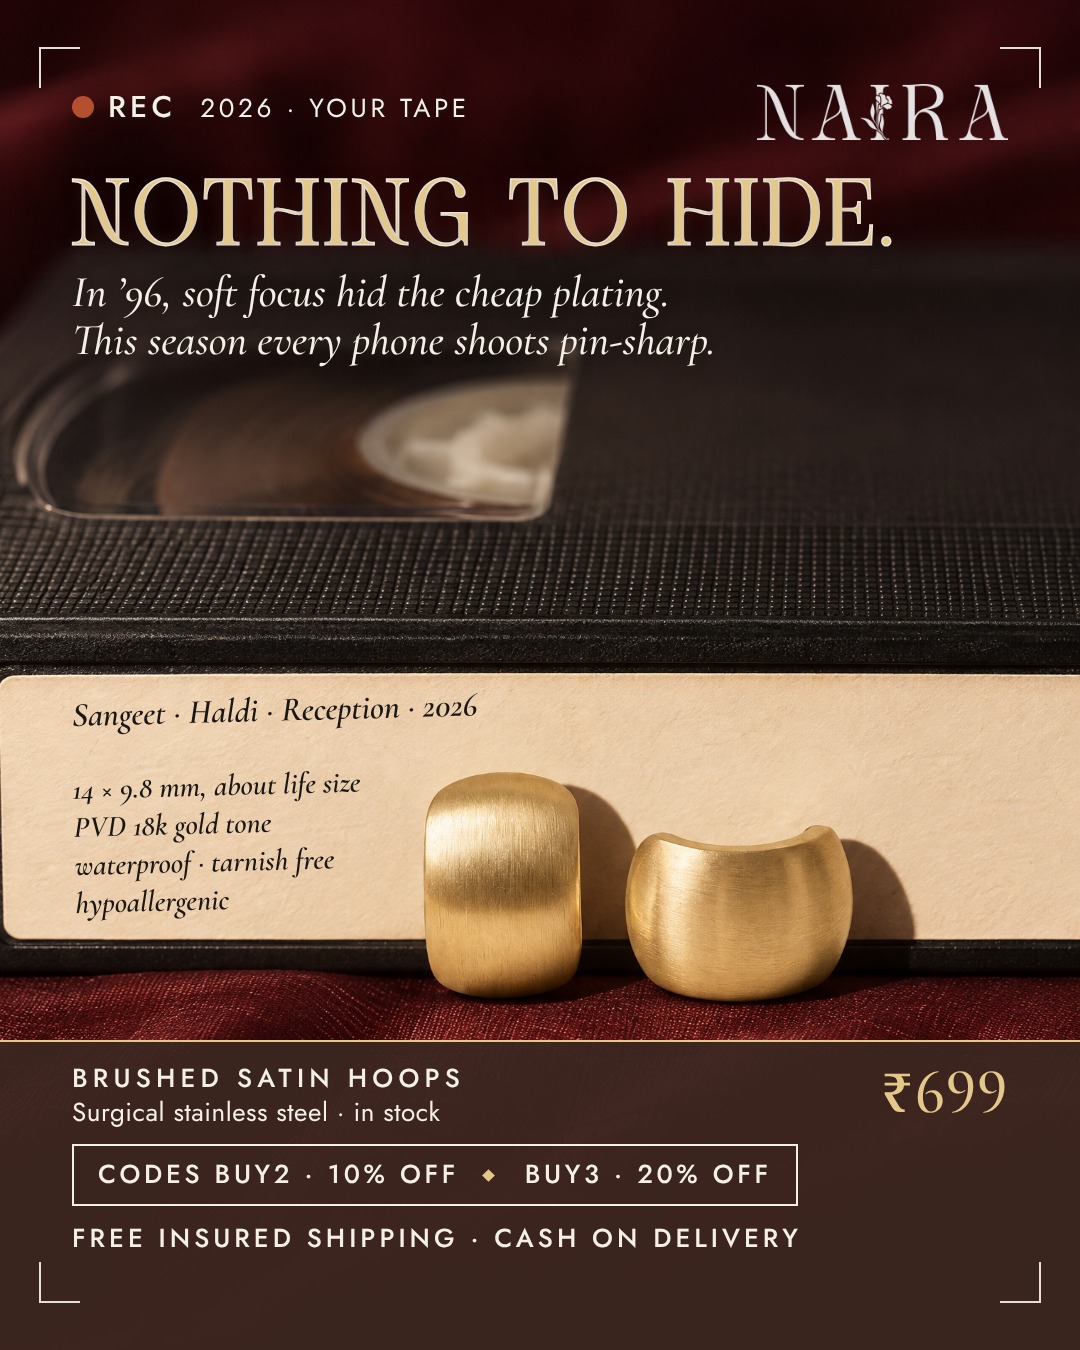 REC 2026 · YOUR TAPE
NAIRA
NOTHING TO HIDE.
In ’96, soft focus hid the cheap plating.
This season every phone shoots pin-sharp.
Sangeet · Haldi · Reception · 2026
14 × 9.8 mm, about life size
PVD 18k gold tone
waterproof · tarnish free
hypoallergenic
BRUSHED SATIN HOOPS
₹699
Surgical stainless steel · in stock
CODES BUY2 · 10% OFF ◆ BUY3 · 20% OFF
FREE INSURED SHIPPING · CASH ON DELIVERY